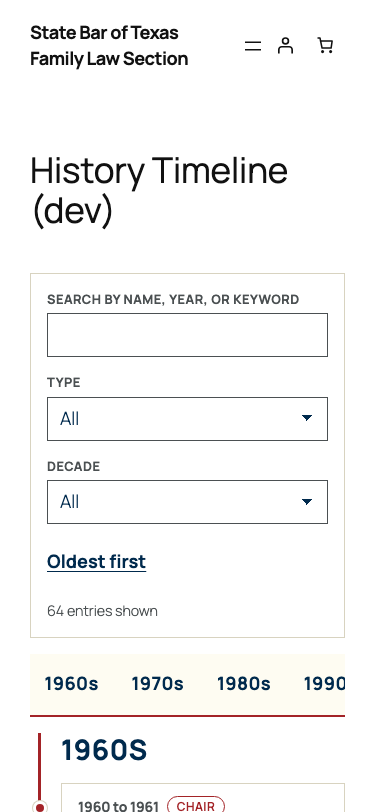 State Bar of Texas
Family Law Section
History Timeline
(dev)
SEARCH BY NAME, YEAR, OR KEYWORD
TYPE
All
DECADE
All
Oldest first
64 entries shown
1960s 1970s 1980s 1990
1960S
1960 to 1961 CHAIR